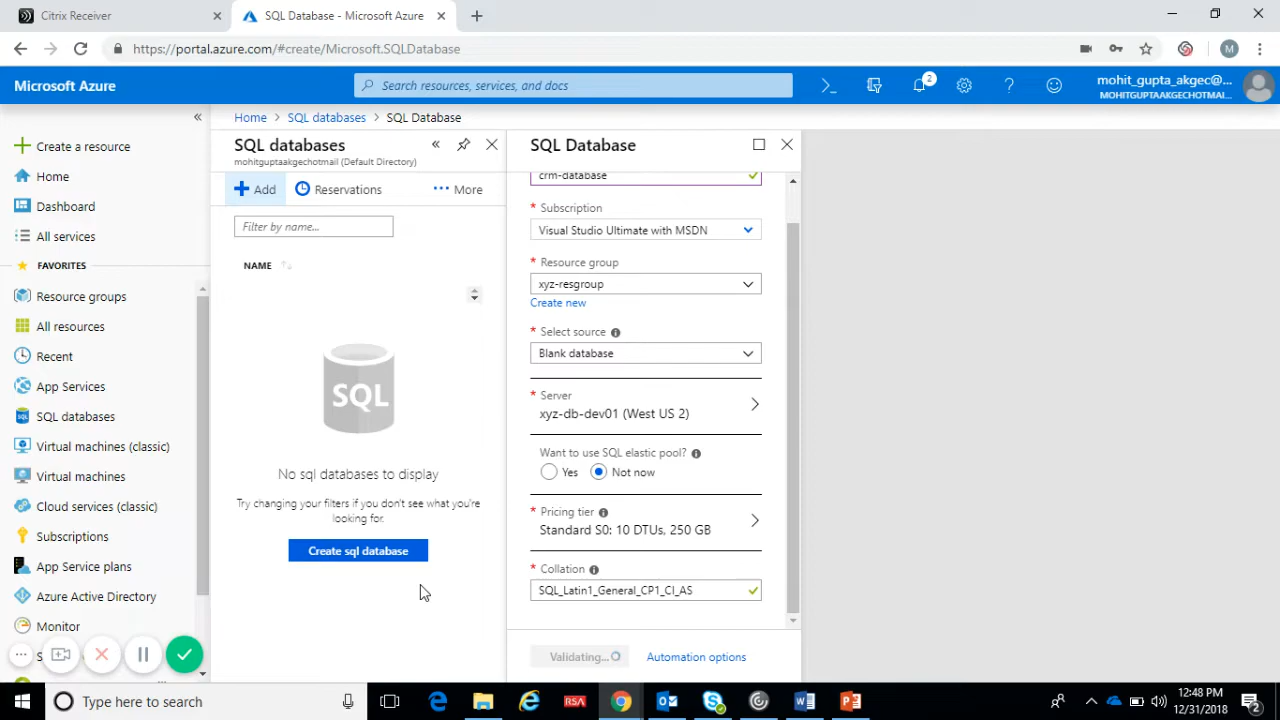 Citrix Receiver
SQL Database - Microsoft Azure
https://portal.azure.com/#create/Microsoft.SQLDatabase
M
Microsoft Azure
Search resources, services, and docs
2
mohit_gupta_akgec@...
MOHITGUPTAAKGECHOTMAIL...
Home > SQL databases > SQL Database
Create a resource
Home
Dashboard
All services
FAVORITES
Resource groups
All resources
Recent
App Services
SQL databases
Virtual machines (classic)
Virtual machines
Cloud services (classic)
Subscriptions
App Service plans
Azure Active Directory
Monitor
SQL databases
mohitguptaakgechotmail (Default Directory)
Add
Reservations
More
Filter by name...
NAME
SQL
No sql databases to display
Try changing your filters if you don't see what you're
looking for.
Create sql database
SQL Database
crm-database
* Subscription
Visual Studio Ultimate with MSDN
* Resource group
xyz-resgroup
Create new
* Select source
Blank database
* Server
xyz-db-dev01 (West US 2)
Want to use SQL elastic pool?
Yes Not now
* Pricing tier
Standard S0: 10 DTUs, 250 GB
* Collation
SQL_Latin1_General_CP1_CI_AS
Validating...
Automation options
Type here to search
RSA
12:48 PM
12/31/2018
2